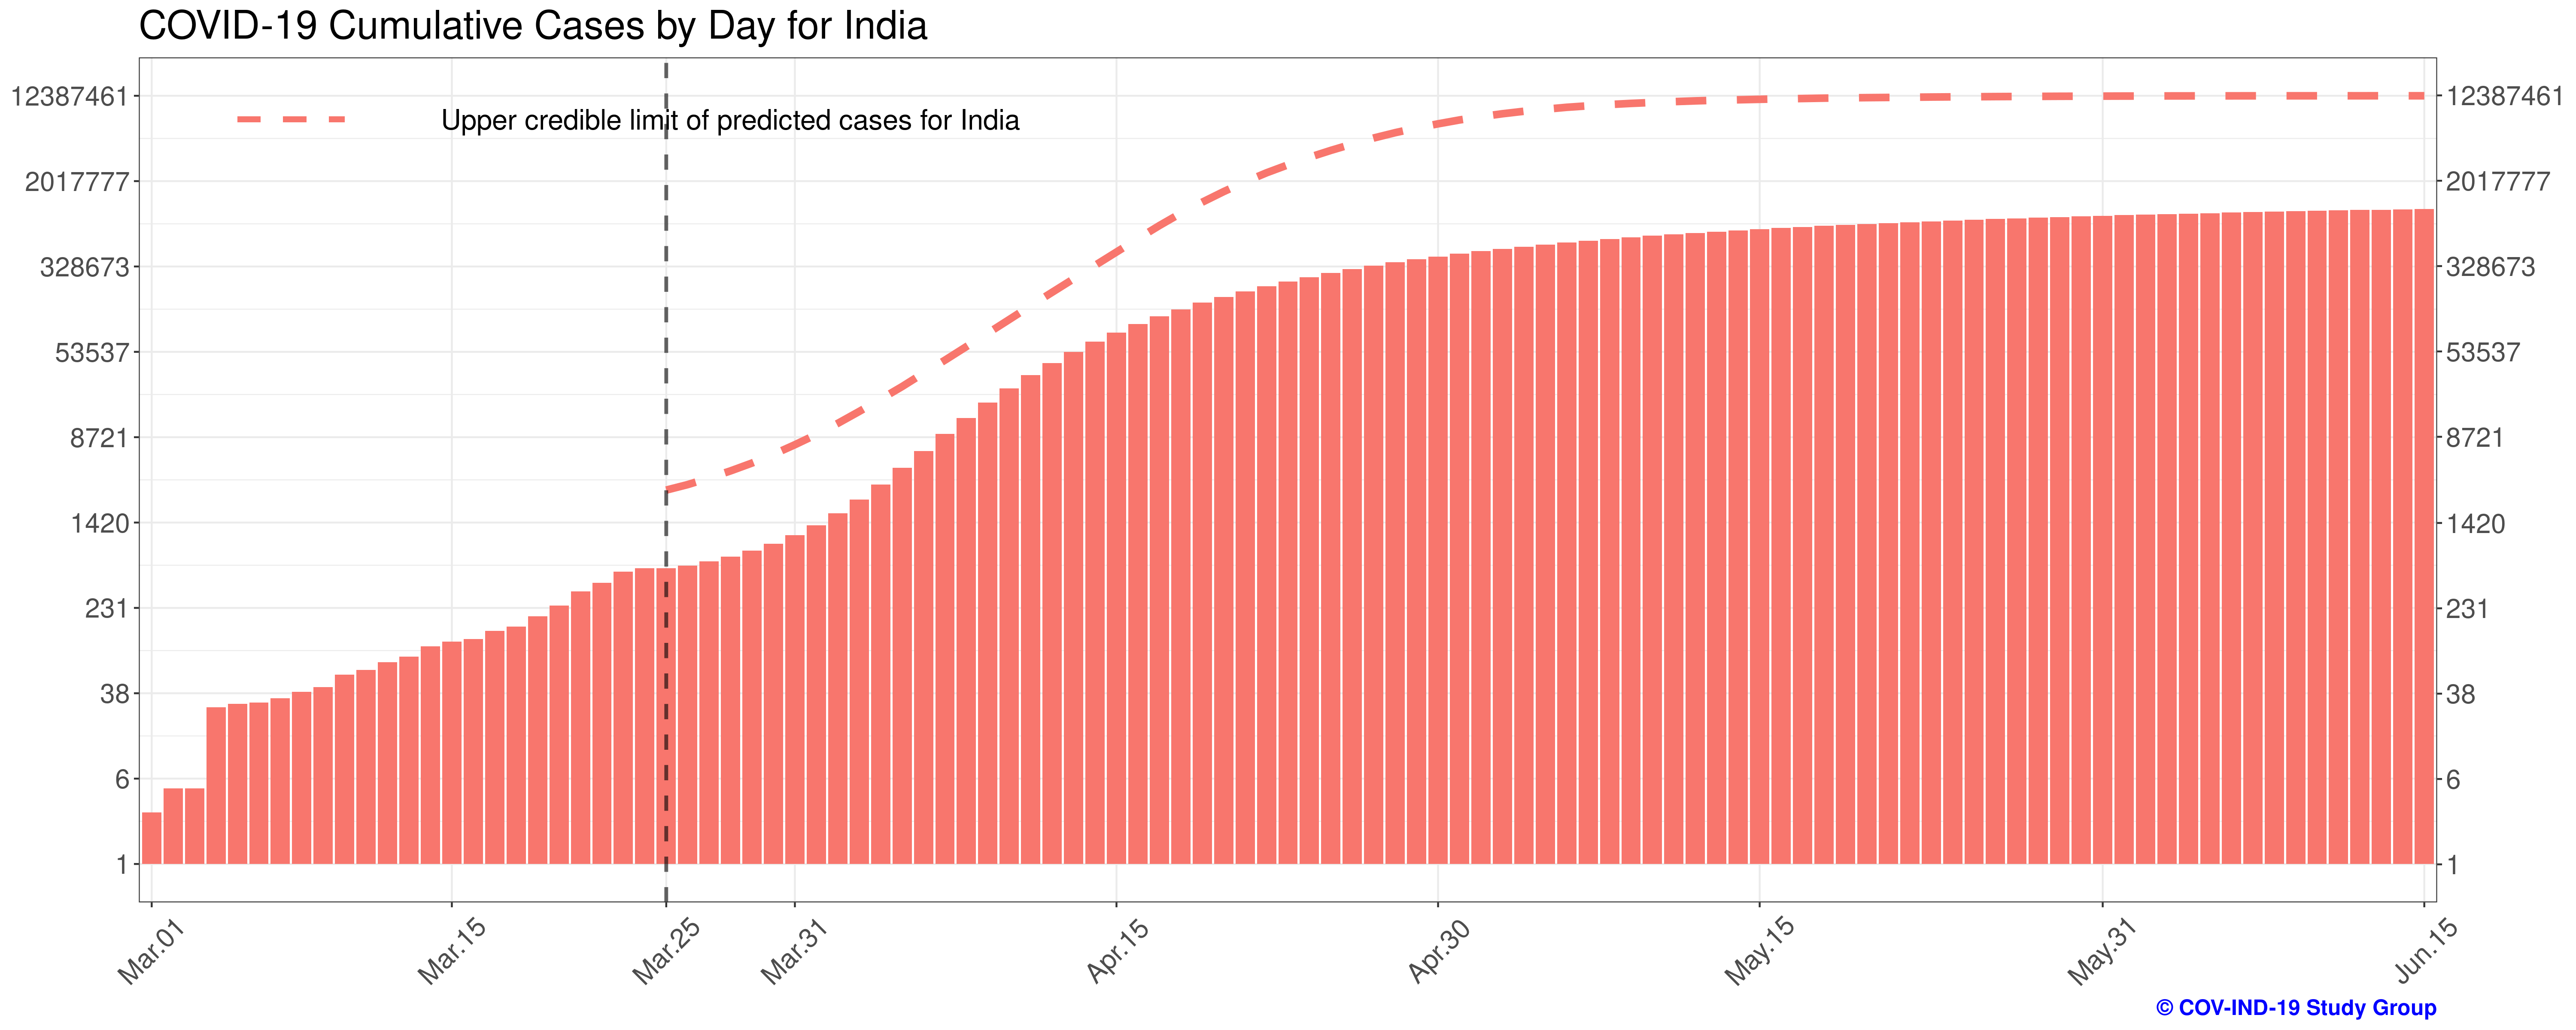 COVID-19 Cumulative Cases by Day for India
Upper credible limit of predicted cases for India
12387461
2017777
328673
53537
8721
1420
231
38
6
1
12387461
2017777
328673
53537
8721
1420
231
38
6
1
Mar.01
Mar.15
Mar.25
Mar.31
Apr.15
Apr.30
May.15
May.31
Jun.15
© COV-IND-19 Study Group